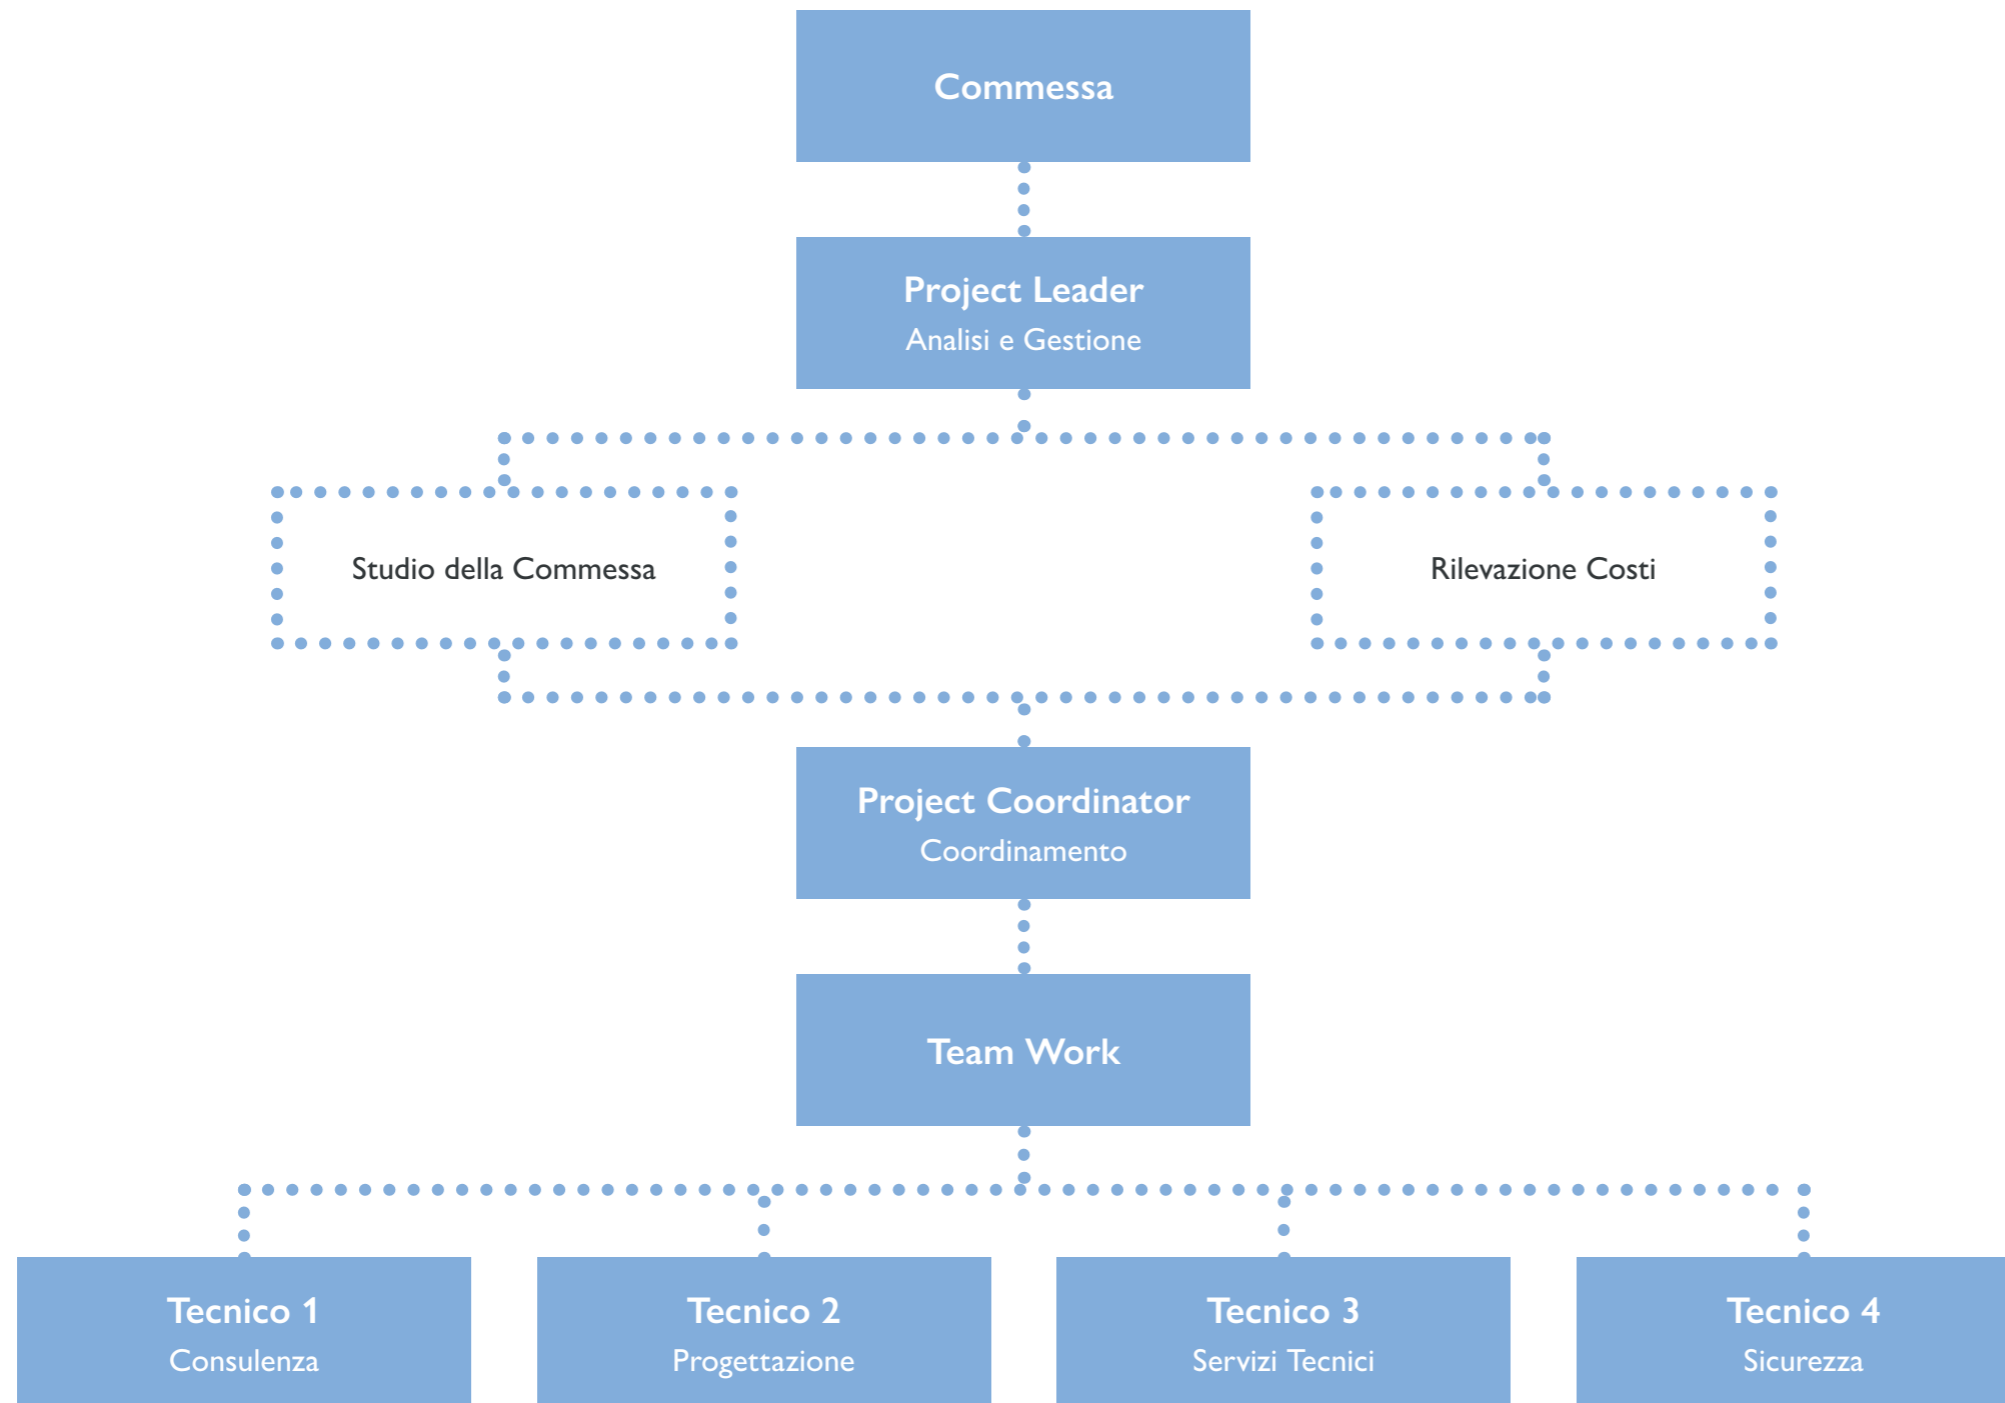 Commessa
Project Leader
Analisi e Gestione
Studio della Commessa
Rilevazione Costi
Project Coordinator
Coordinamento
Team Work
Tecnico 1
Consulenza
Tecnico 2
Progettazione
Tecnico 3
Servizi Tecnici
Tecnico 4
Sicurezza